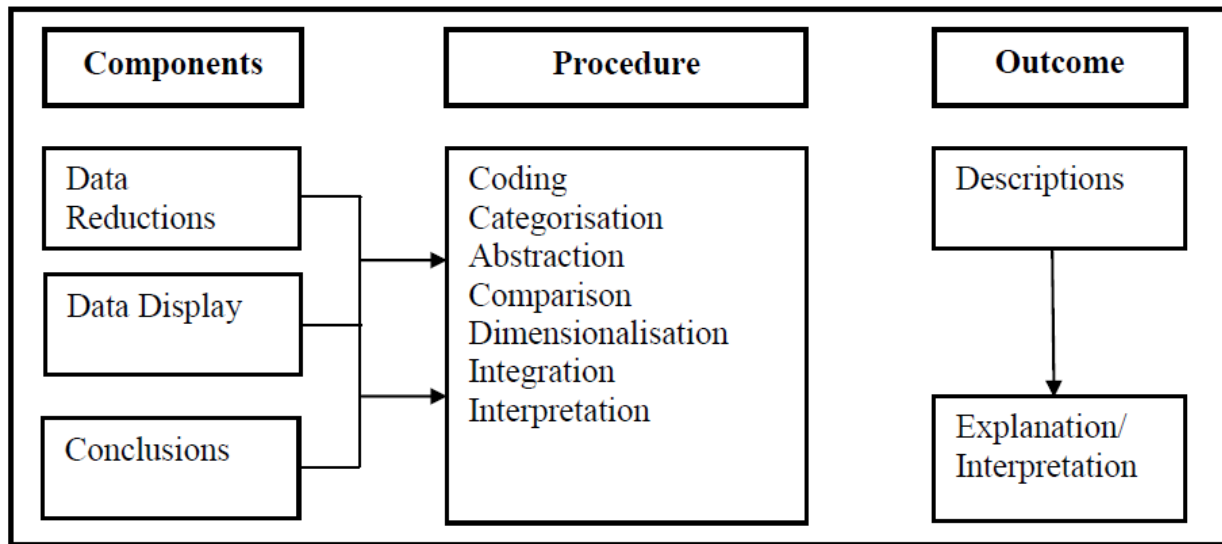 Components
Procedure
Outcome
Data
Reductions
Data Display
Conclusions
Coding
Categorisation
Abstraction
Comparison
Dimensionalisation
Integration
Interpretation
Descriptions
Explanation/
Interpretation